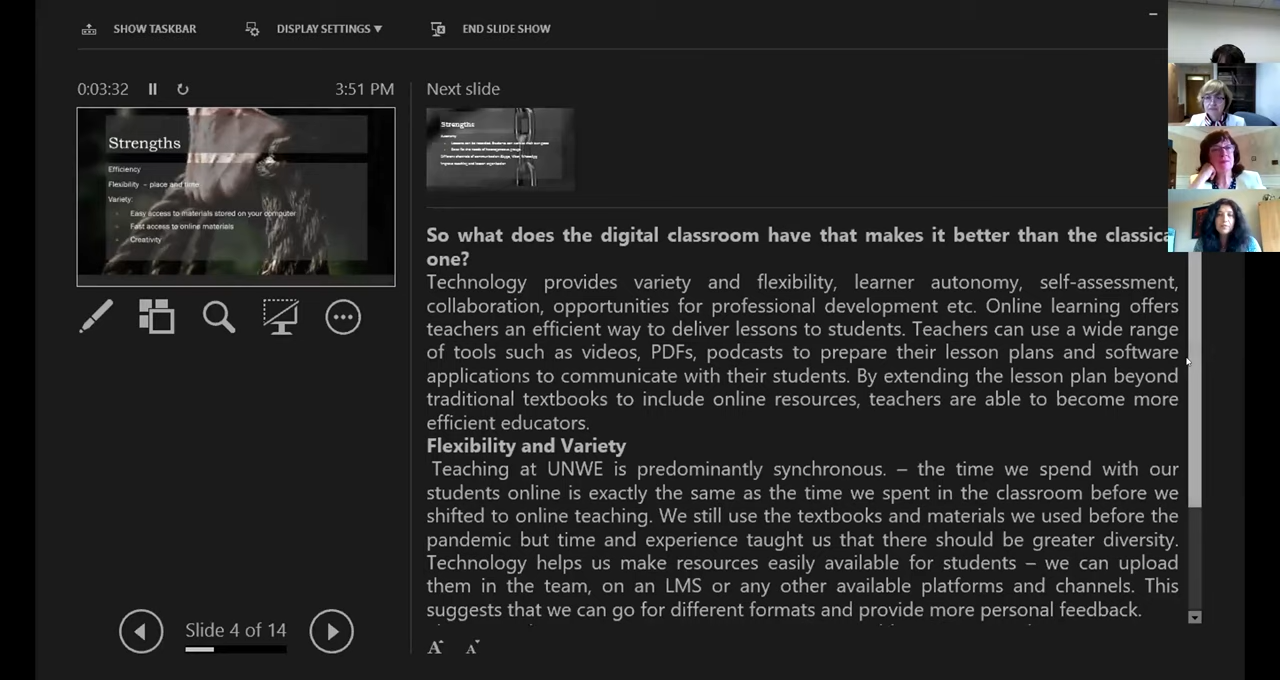 SHOW TASKBAR
DISPLAY SETTINGS ▼
END SLIDE SHOW
0:03:32
3:51 PM
Strengths
Efficiency
Flexibility – place and time
Variety:
Easy access to materials stored on your computer
Fast access to online materials
Creativity
Slide 4 of 14
Next slide
Strengths
So what does the digital classroom have that makes it better than the classica
one?
Technology provides variety and flexibility, learner autonomy, self-assessment,
collaboration, opportunities for professional development etc. Online learning offers
teachers an efficient way to deliver lessons to students. Teachers can use a wide range
of tools such as videos, PDFs, podcasts to prepare their lesson plans and software
applications to communicate with their students. By extending the lesson plan beyond
traditional textbooks to include online resources, teachers are able to become more
efficient educators.
Flexibility and Variety
Teaching at UNWE is predominantly synchronous. – the time we spend with our
students online is exactly the same as the time we spent in the classroom before we
shifted to online teaching. We still use the textbooks and materials we used before the
pandemic but time and experience taught us that there should be greater diversity.
Technology helps us make resources easily available for students – we can upload
them in the team, on an LMS or any other available platforms and channels. This
suggests that we can go for different formats and provide more personal feedback.
A A